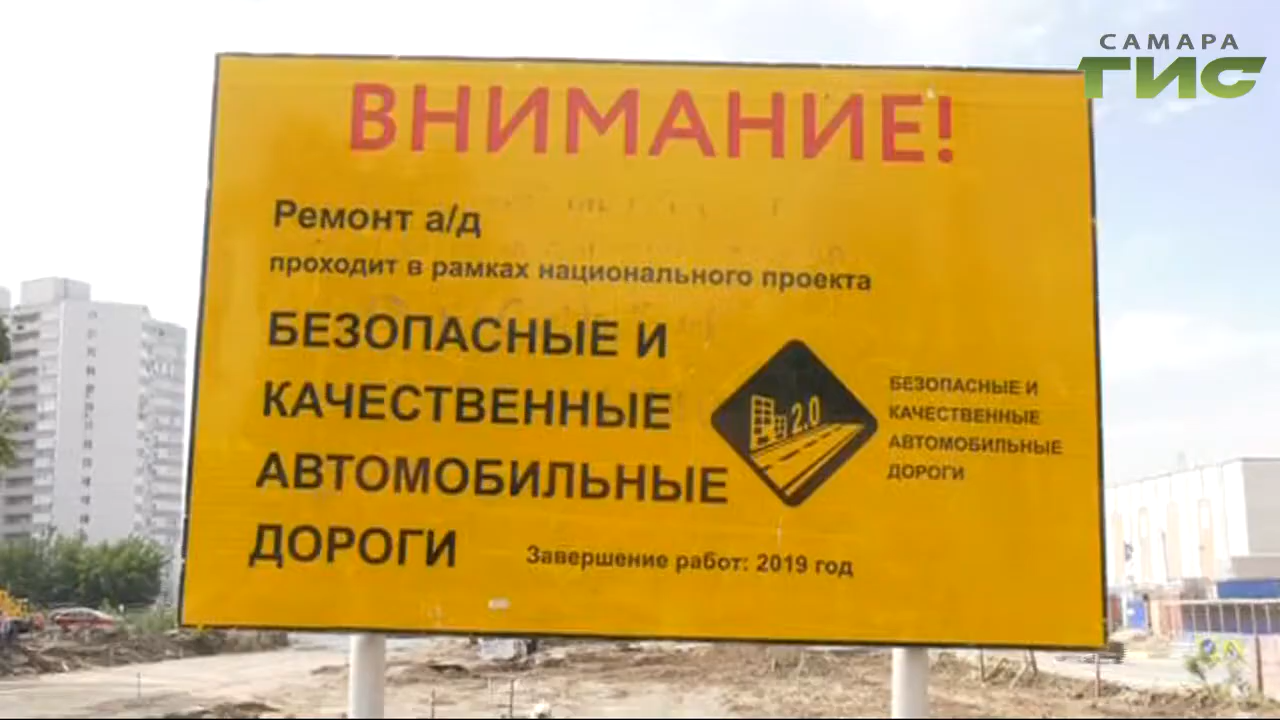 САМАРА
ГИС
ВНИМАНИЕ!
Ремонт а/д
проходит в рамках национального проекта
БЕЗОПАСНЫЕ И
КАЧЕСТВЕННЫЕ
АВТОМОБИЛЬНЫЕ
ДОРОГИ
2.0
БЕЗОПАСНЫЕ И
КАЧЕСТВЕННЫЕ
АВТОМОБИЛЬНЫЕ
ДОРОГИ
Завершение работ: 2019 год